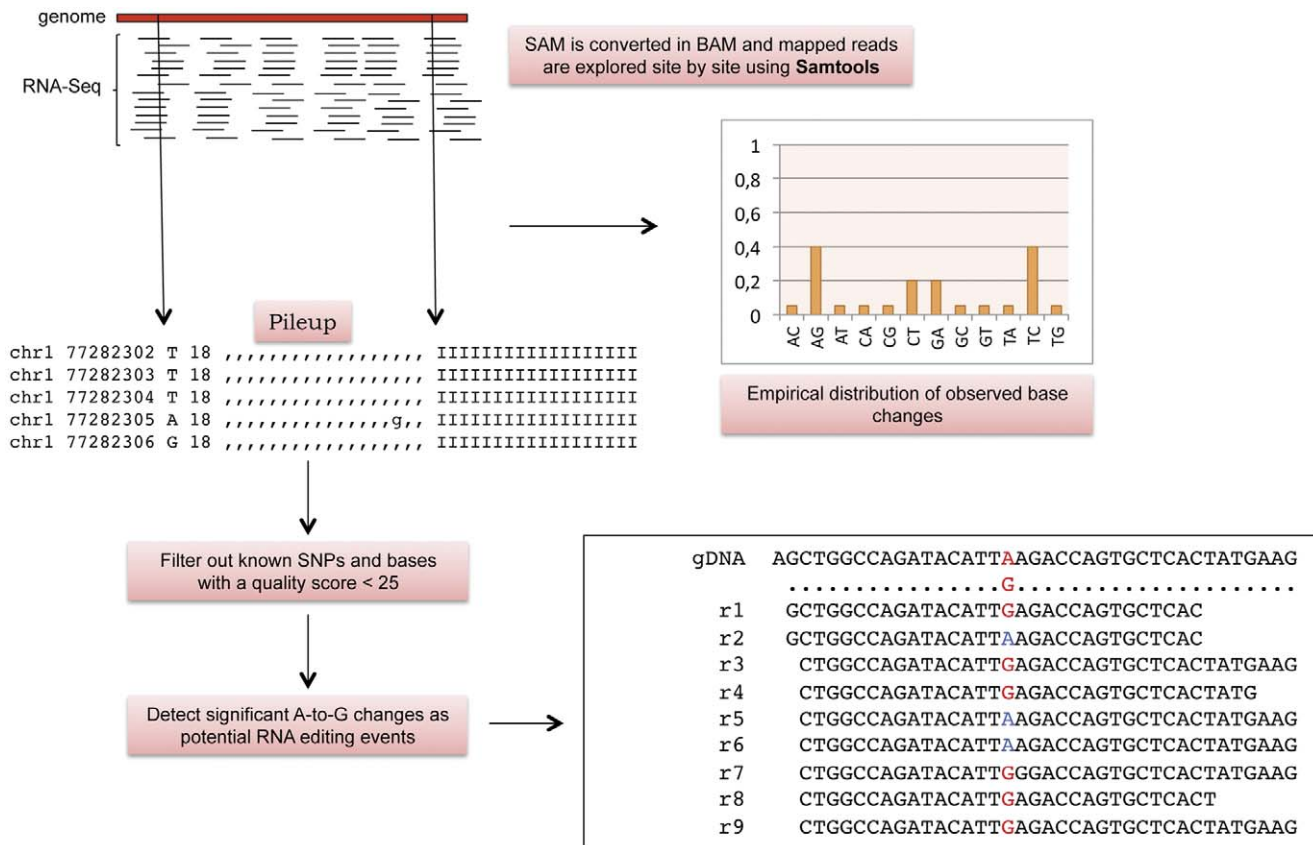 genome
RNA-Seq
SAM is converted in BAM and mapped reads
are explored site by site using Samtools
1
0,8
0,6
0,4
0,2
0
AC
AG
AT
CA
CG
CT
GA
GC
GT
TA
TC
TG
Empirical distribution of observed base
changes
Pileup
chr1 77282302 T 18 ,,,,,,,,,,,,,,,,,, IIIIIIIIIIIIIIIIII
chr1 77282303 T 18 ,,,,,,,,,,,,,,,,,, IIIIIIIIIIIIIIIIII
chr1 77282304 T 18 ,,,,,,,,,,,,,,,,,, IIIIIIIIIIIIIIIIII
chr1 77282305 A 18 ,,,,,,,,,,,,,,,g,, IIIIIIIIIIIIIIIIII
chr1 77282306 G 18 ,,,,,,,,,,,,,,,,,, IIIIIIIIIIIIIIIIII
Filter out known SNPs and bases
with a quality score < 25
Detect significant A-to-G changes as
potential RNA editing events
gDNA AGCTGGCCAGATACATTAAGACCAGTGCTCACTATGAAG
.................G.....................
r1 GCTGGCCAGATACATTGAGACCAGTGCTCAC
r2 GCTGGCCAGATACATTAAGACCAGTGCTCAC
r3 CTGGCCAGATACATTGAGACCAGTGCTCACTATGAAG
r4 CTGGCCAGATACATTGAGACCAGTGCTCACTATG
r5 CTGGCCAGATACATTAAGACCAGTGCTCACTATGAAG
r6 CTGGCCAGATACATTAAGACCAGTGCTCACTATGAAG
r7 CTGGCCAGATACATTGGGACCAGTGCTCACTATGAAG
r8 CTGGCCAGATACATTGAGACCAGTGCTCACT
r9 CTGGCCAGATACATTGAGACCAGTGCTCACTATGAAG